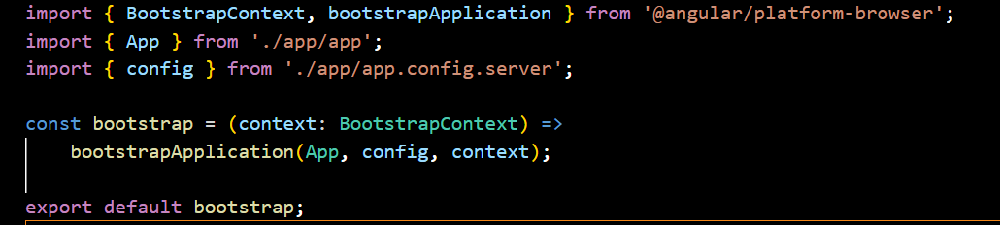 import { BootstrapContext, bootstrapApplication } from '@angular/platform-browser';
import { App } from './app/app';
import { config } from './app/app.config.server';

const bootstrap = (context: BootstrapContext) =>
    bootstrapApplication(App, config, context);

export default bootstrap;